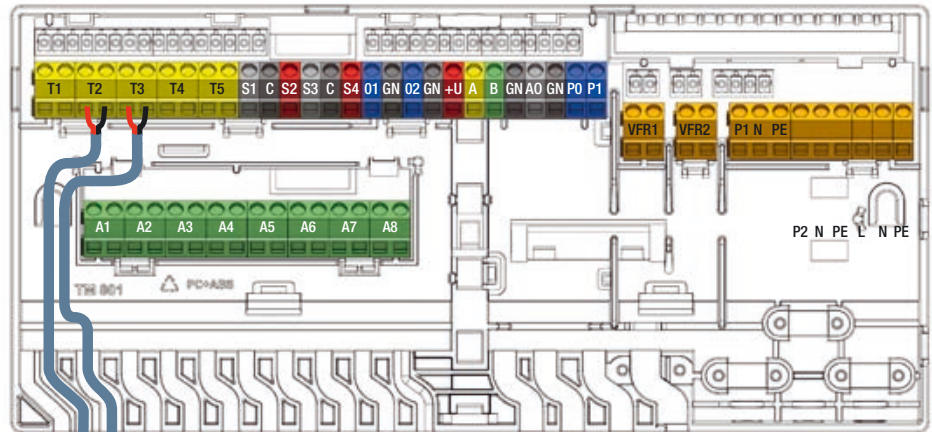 T1 T2 T3 T4 T5 S1 C S2 S3 C S4 01 GN 02 GN +U A B GN AO GN P0 P1
VFR1 VFR2 P1 N PE
A1 A2 A3 A4 A5 A6 A7 A8
P2 N PE L N PE
TM 801 PC+ABS